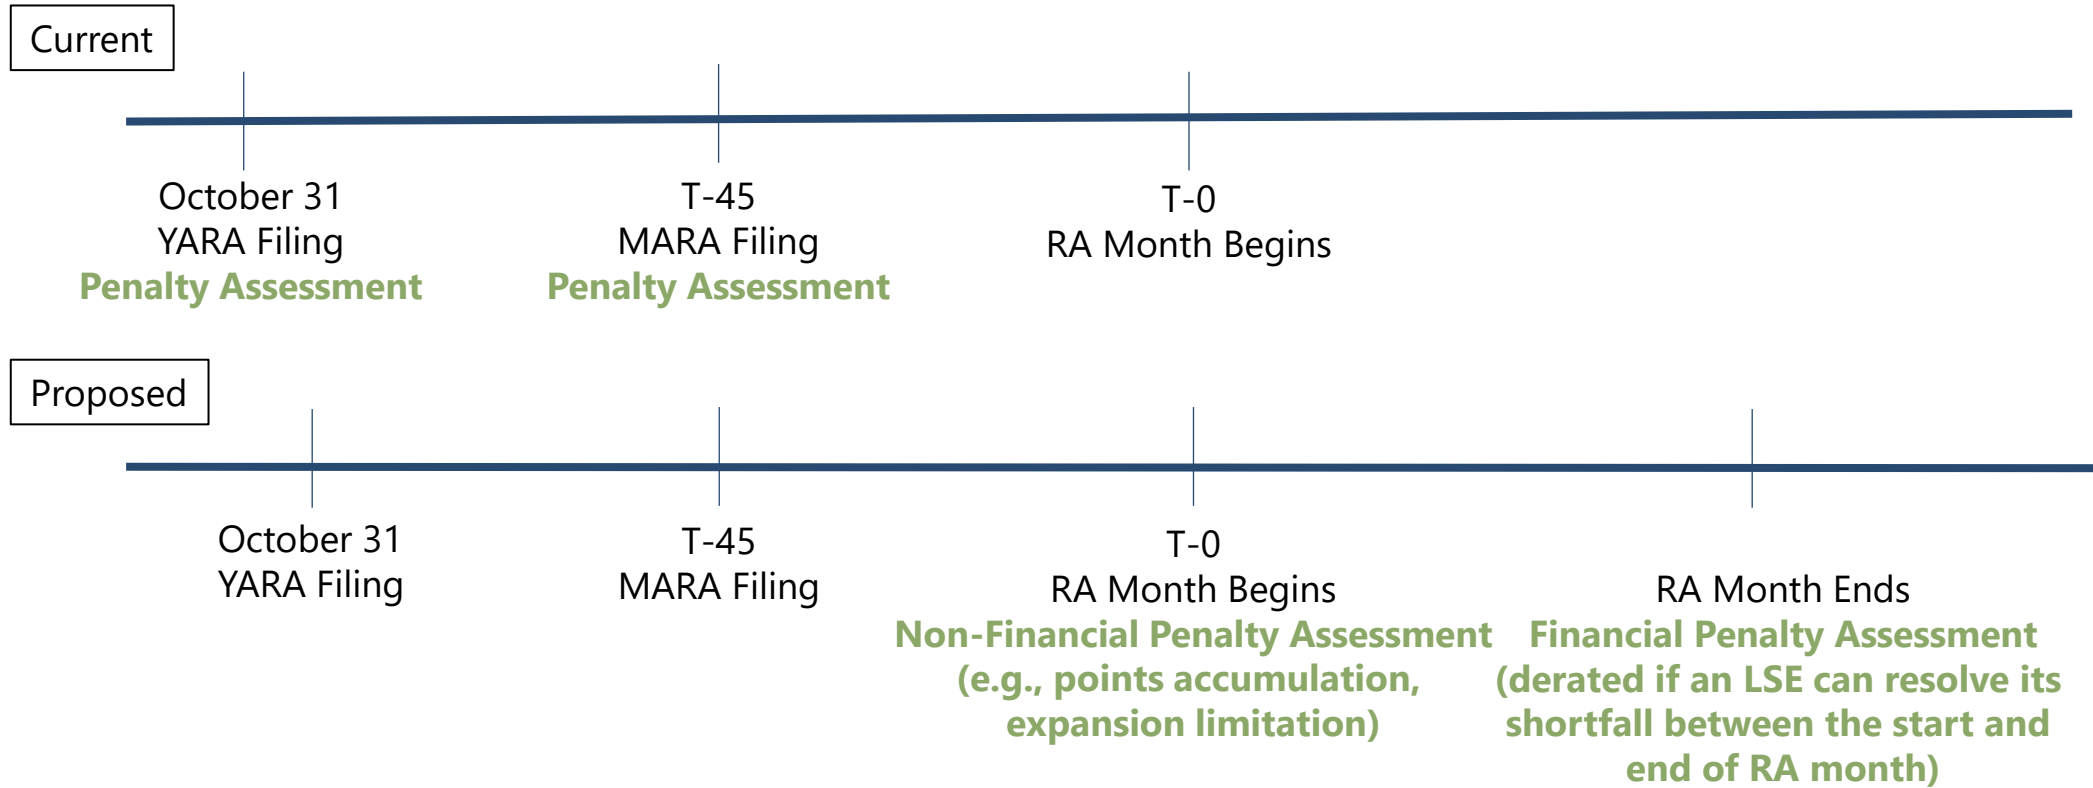 Current
October 31
YARA Filing
Penalty Assessment
T-45
MARA Filing
Penalty Assessment
T-0
RA Month Begins
Proposed
October 31
YARA Filing
T-45
MARA Filing
T-0
RA Month Begins
Non-Financial Penalty Assessment
(e.g., points accumulation,
expansion limitation)
RA Month Ends
Financial Penalty Assessment
(derated if an LSE can resolve its
shortfall between the start and
end of RA month)